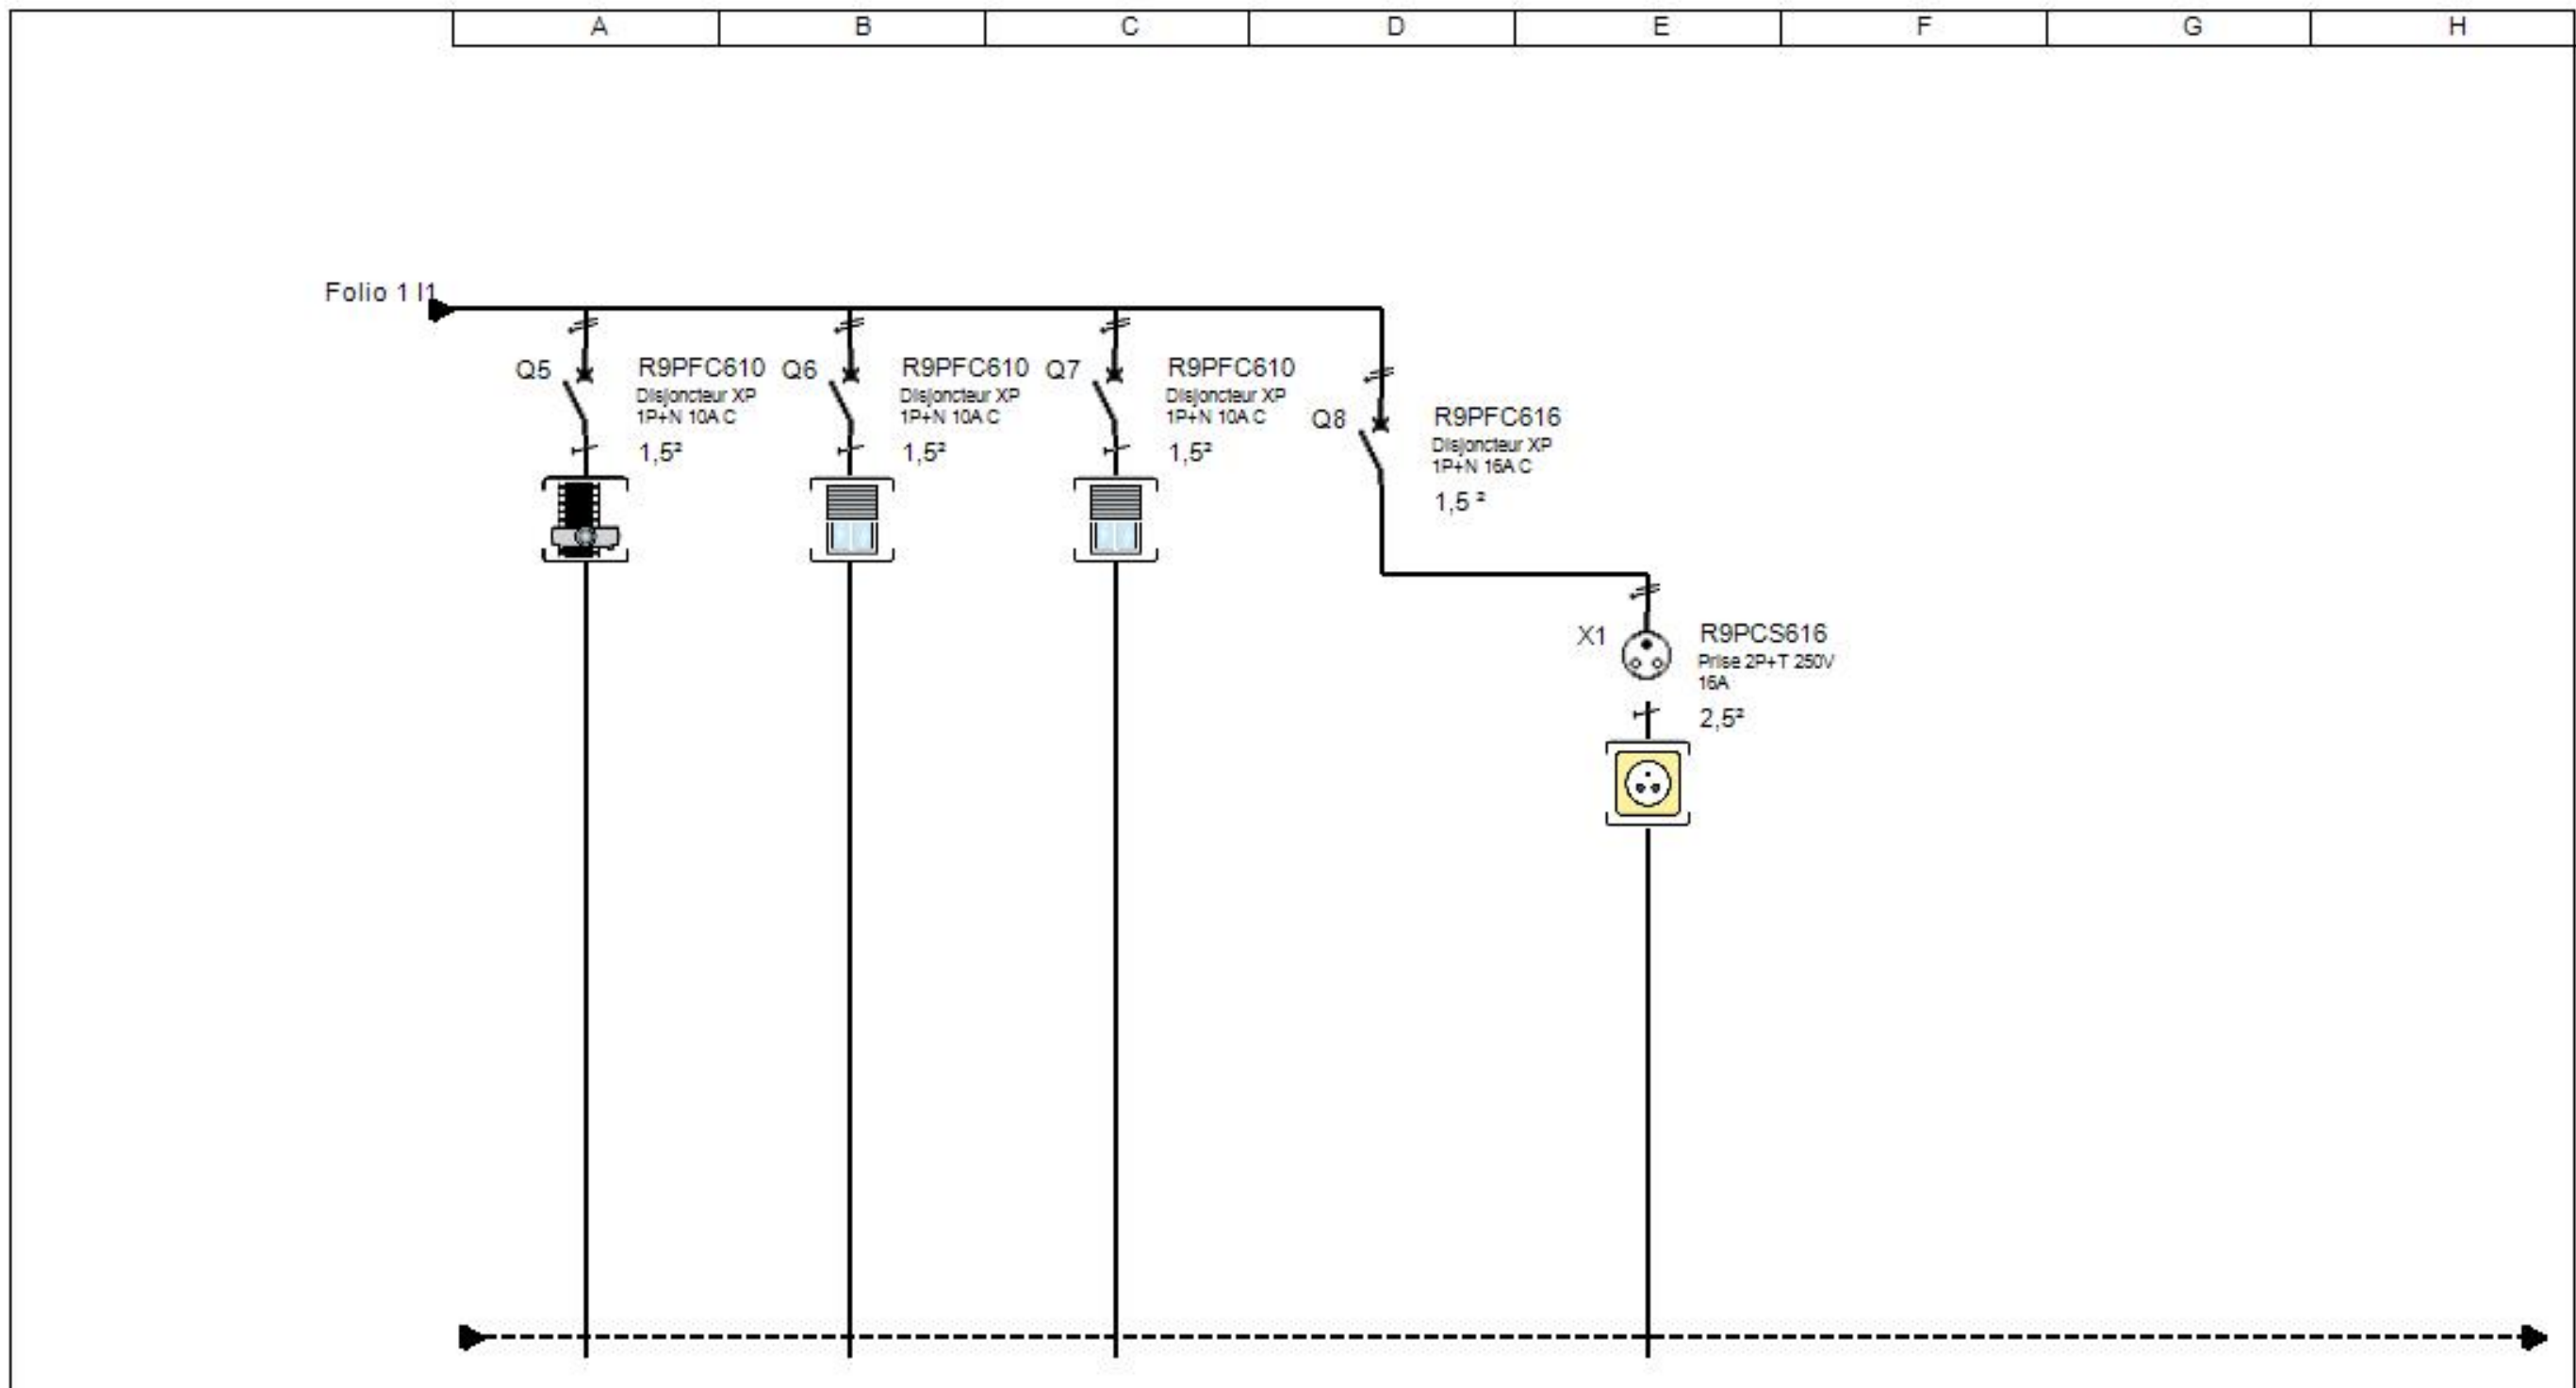 A B C D E F G H
Folio 1 I1
Q5
R9PFC610
Disjoncteur XP
1P+N 10A C
1,5²
Q6
R9PFC610
Disjoncteur XP
1P+N 10A C
1,5²
Q7
R9PFC610
Disjoncteur XP
1P+N 10A C
1,5²
Q8
R9PFC616
Disjoncteur XP
1P+N 16A C
1,5 ²
X1
R9PCS616
Prise 2P+T 250V
16A
2,5²